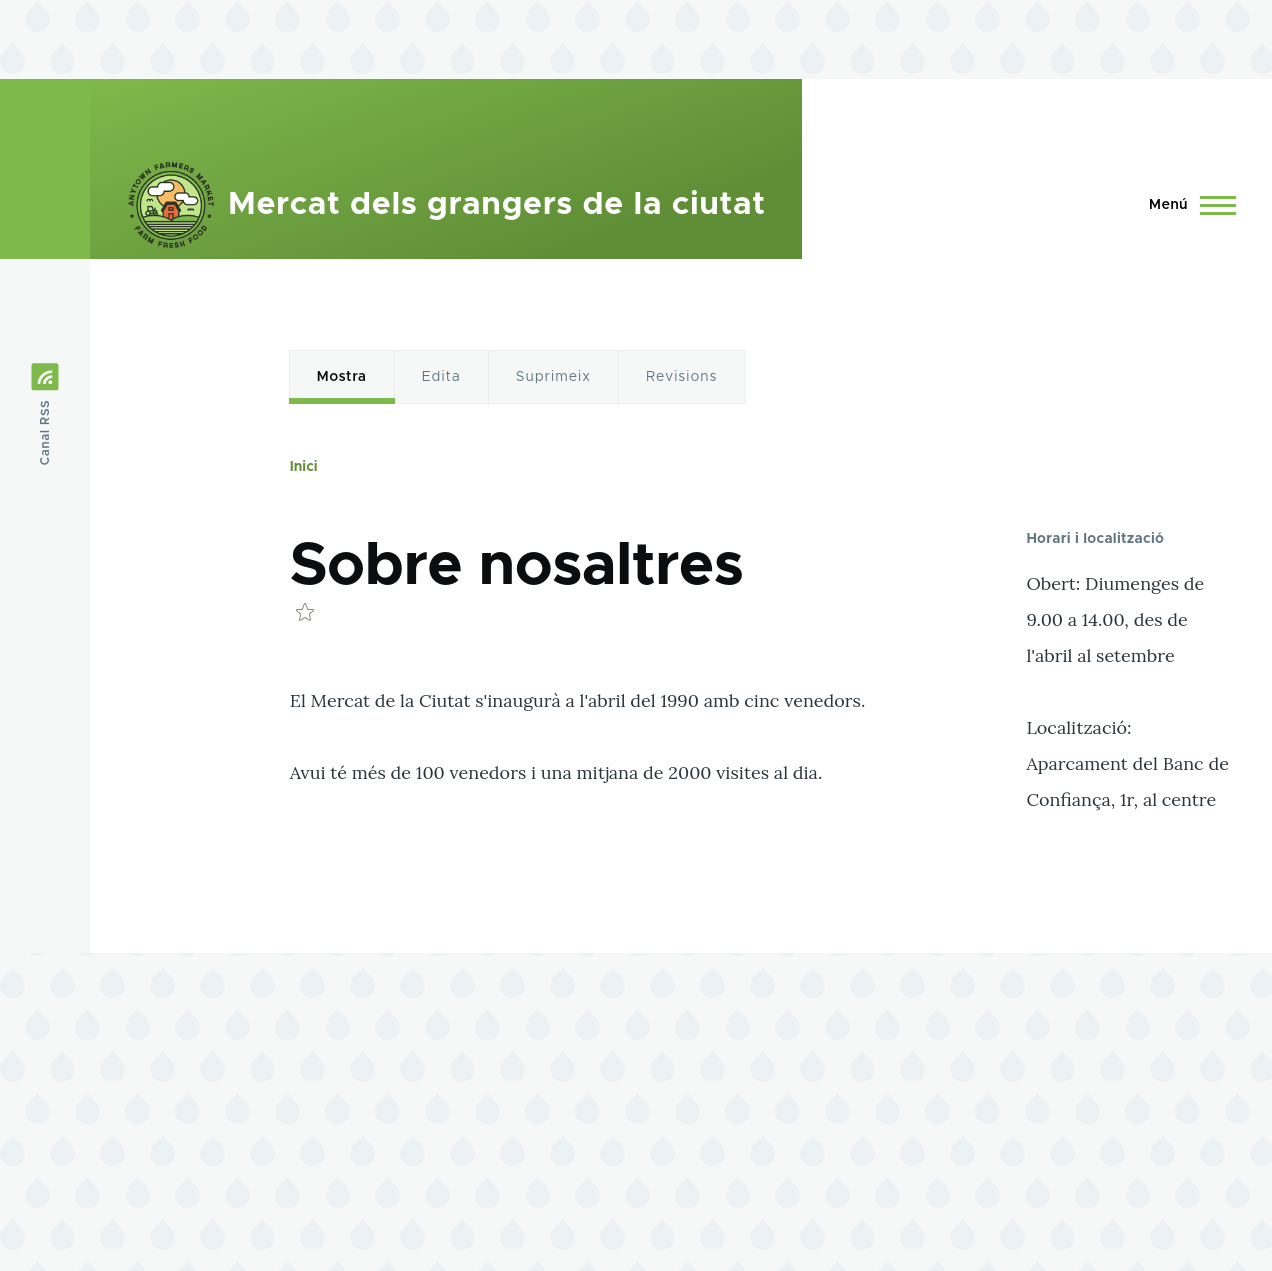 ANYTOWN FARMERS MARKET
FARM FRESH FOOD
Mercat dels grangers de la ciutat
Menú
Canal RSS
Mostra
Edita
Suprimeix
Revisions
Inici
Sobre nosaltres
El Mercat de la Ciutat s'inaugurà a l'abril del 1990 amb cinc venedors.
Avui té més de 100 venedors i una mitjana de 2000 visites al dia.
Horari i localització
Obert: Diumenges de
9.00 a 14.00, des de
l'abril al setembre
Localització:
Aparcament del Banc de
Confiança, 1r, al centre